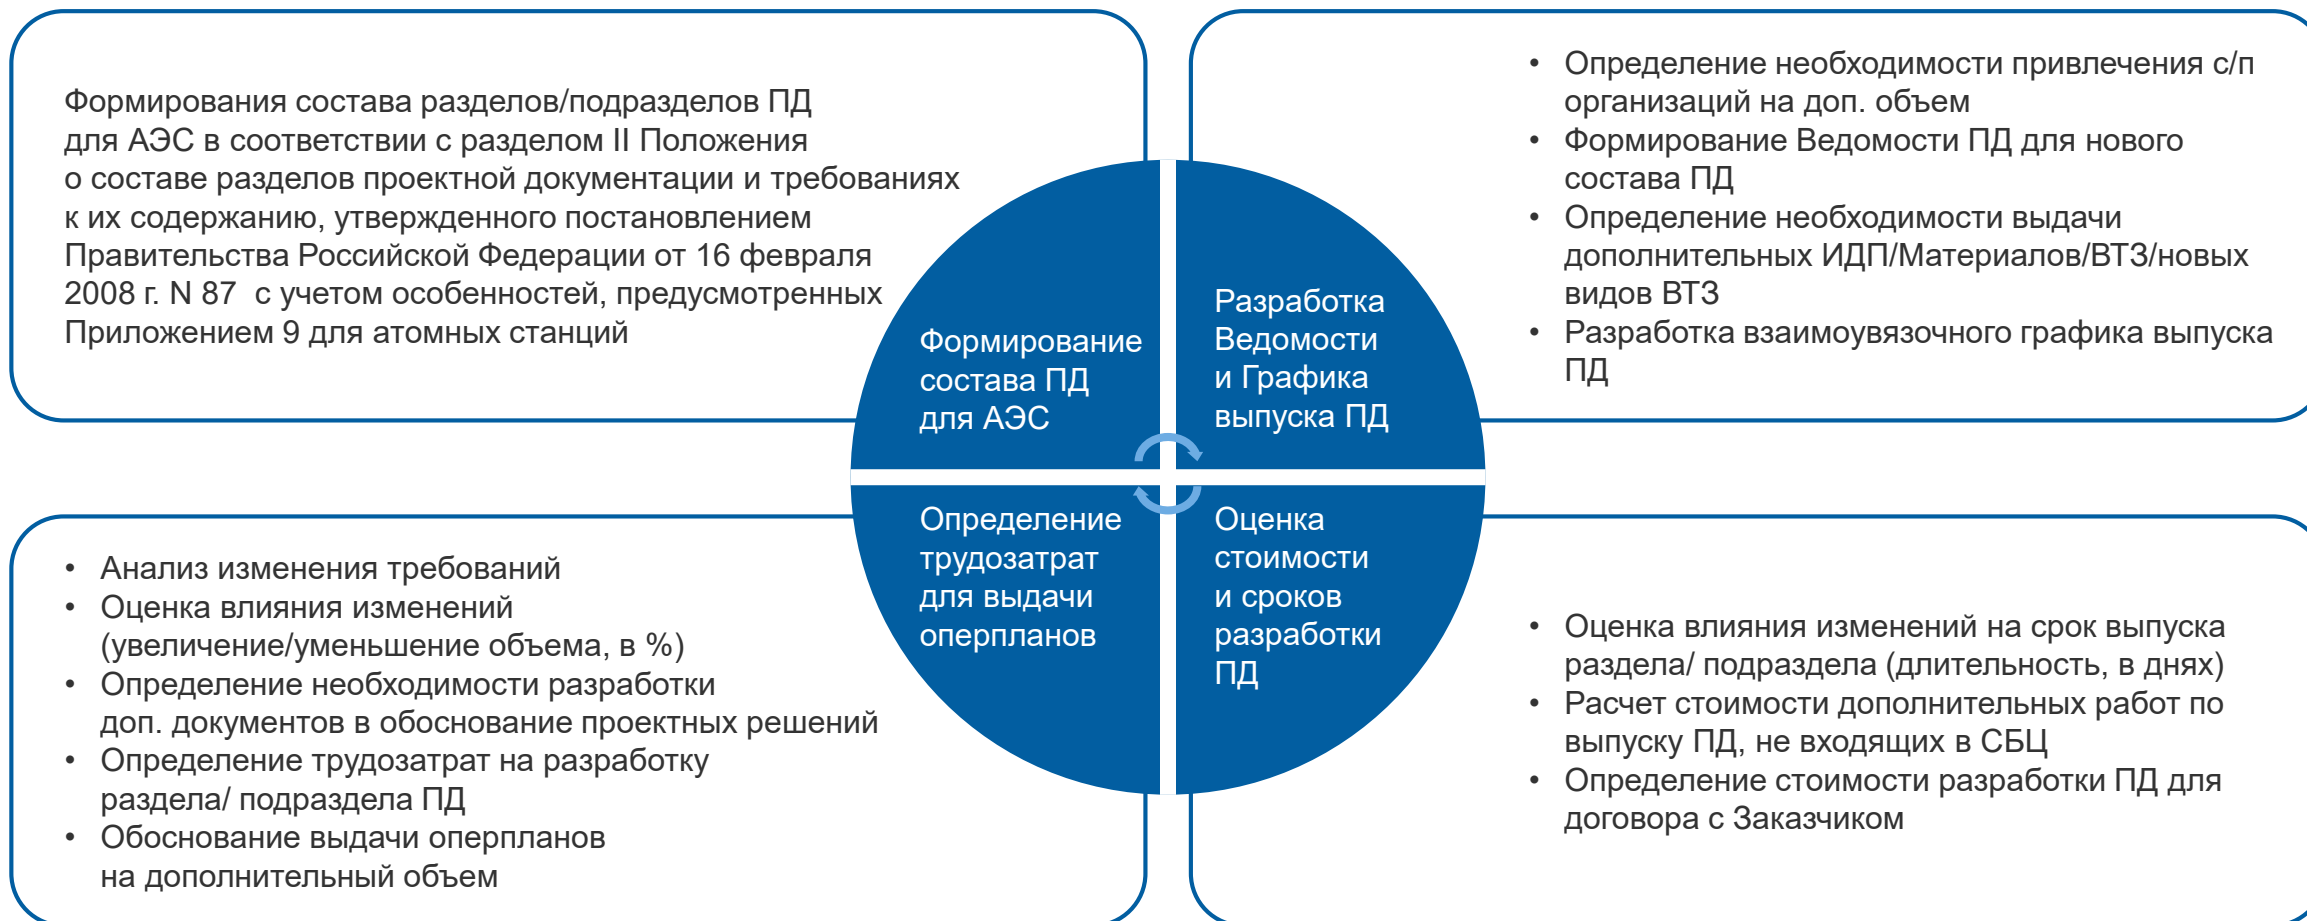 Формирования состава разделов/подразделов ПД
для АЭС в соответствии с разделом II Положения
о составе разделов проектной документации и требованиях
к их содержанию, утвержденного постановлением
Правительства Российской Федерации от 16 февраля
2008 г. N 87  с учетом особенностей, предусмотренных
Приложением 9 для атомных станций
• Определение необходимости привлечения с/п
организаций на доп. объем
• Формирование Ведомости ПД для нового
состава ПД
• Определение необходимости выдачи
дополнительных ИДП/Материалов/ВТЗ/новых
видов ВТЗ
• Разработка взаимоувязочного графика выпуска
ПД
Формирование
состава ПД
для АЭС
Разработка
Ведомости
и Графика
выпуска ПД
Определение
трудозатрат
для выдачи
оперпланов
Оценка
стоимости
и сроков
разработки
ПД
• Анализ изменения требований
• Оценка влияния изменений
(увеличение/уменьшение объема, в %)
• Определение необходимости разработки
доп. документов в обоснование проектных решений
• Определение трудозатрат на разработку
раздела/ подраздела ПД
• Обоснование выдачи оперпланов
на дополнительный объем
• Оценка влияния изменений на срок выпуска
раздела/ подраздела (длительность, в днях)
• Расчет стоимости дополнительных работ по
выпуску ПД, не входящих в СБЦ
• Определение стоимости разработки ПД для
договора с Заказчиком